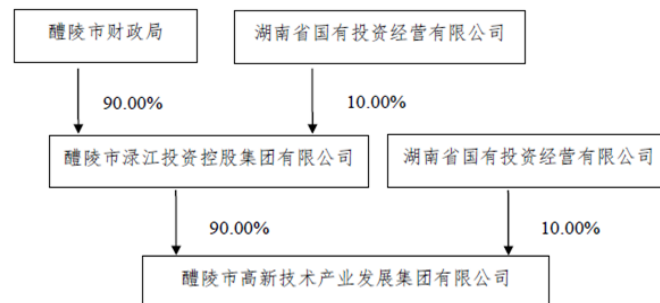 醴陵市财政局
湖南省国有投资经营有限公司
90.00%
10.00%
醴陵市渌江投资控股集团有限公司
湖南省国有投资经营有限公司
90.00%
10.00%
醴陵市高新技术产业发展集团有限公司